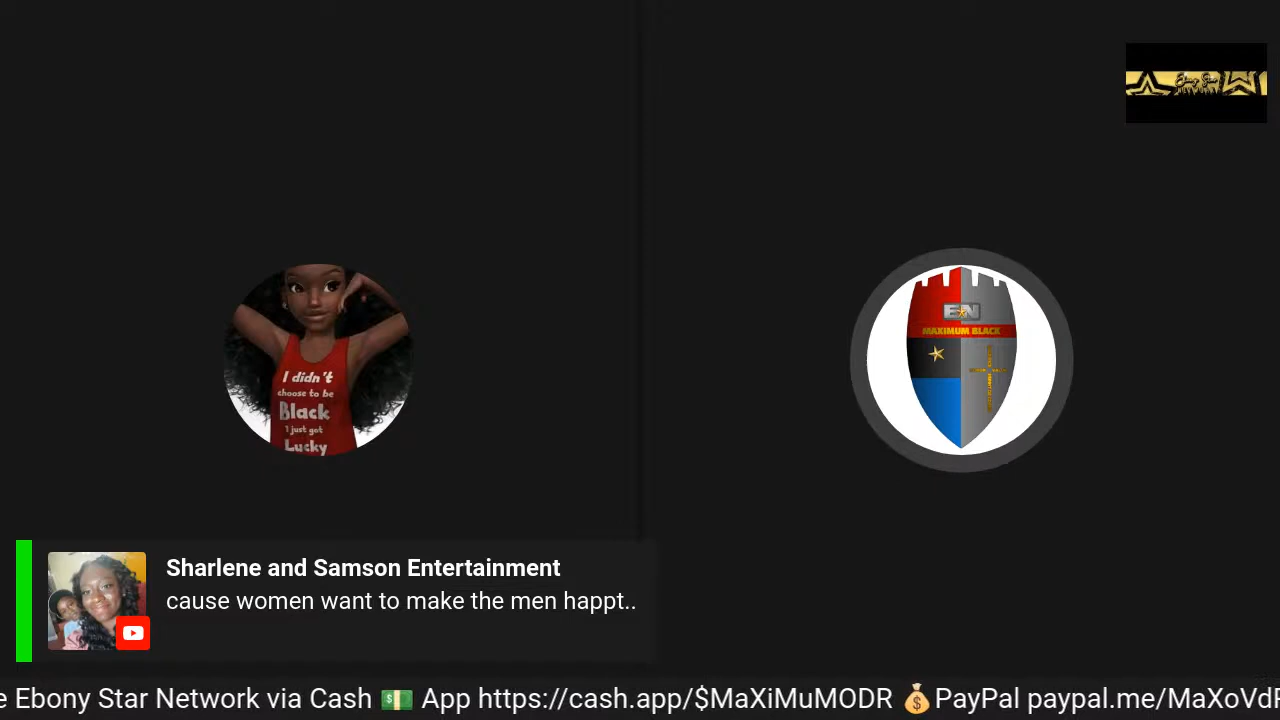 I didn't
choose to be
Black
I just got
Lucky
E★N
MAXIMUM BLACK
Sharlene and Samson Entertainment
cause women want to make the men happt..
e Ebony Star Network via Cash 💵 App https://cash.app/$MaXiMuMODR 💰PayPal paypal.me/MaXoVdF